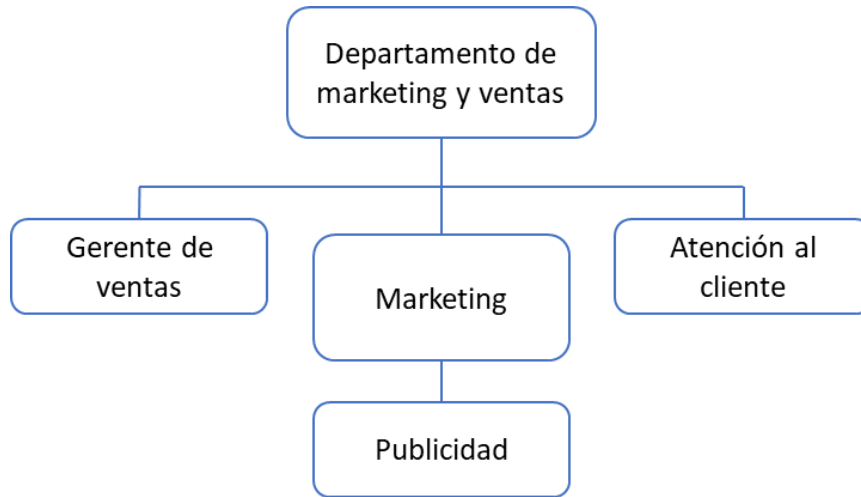 Departamento de
marketing y ventas
Gerente de
ventas
Marketing
Atención al
cliente
Publicidad